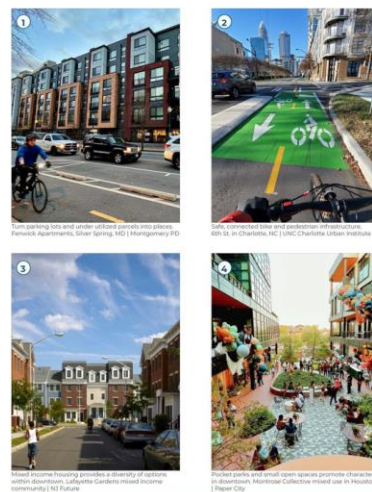 1
Turn parking lots and under utilized parcels into places.
Fenwick Apartments, Silver Spring, MD | Montgomery PD
2
Safe, connected bike and pedestrian infrastructure.
6th St. in Charlotte, NC | UNC Charlotte Urban Institute
3
Mixed income housing provides a diversity of options
within downtown. Lafayette Gardens mixed income
community | NJ Future
4
Pocket parks and small open spaces promote character
in downtown. Montrose Collective mixed use in Housto
| Paper City